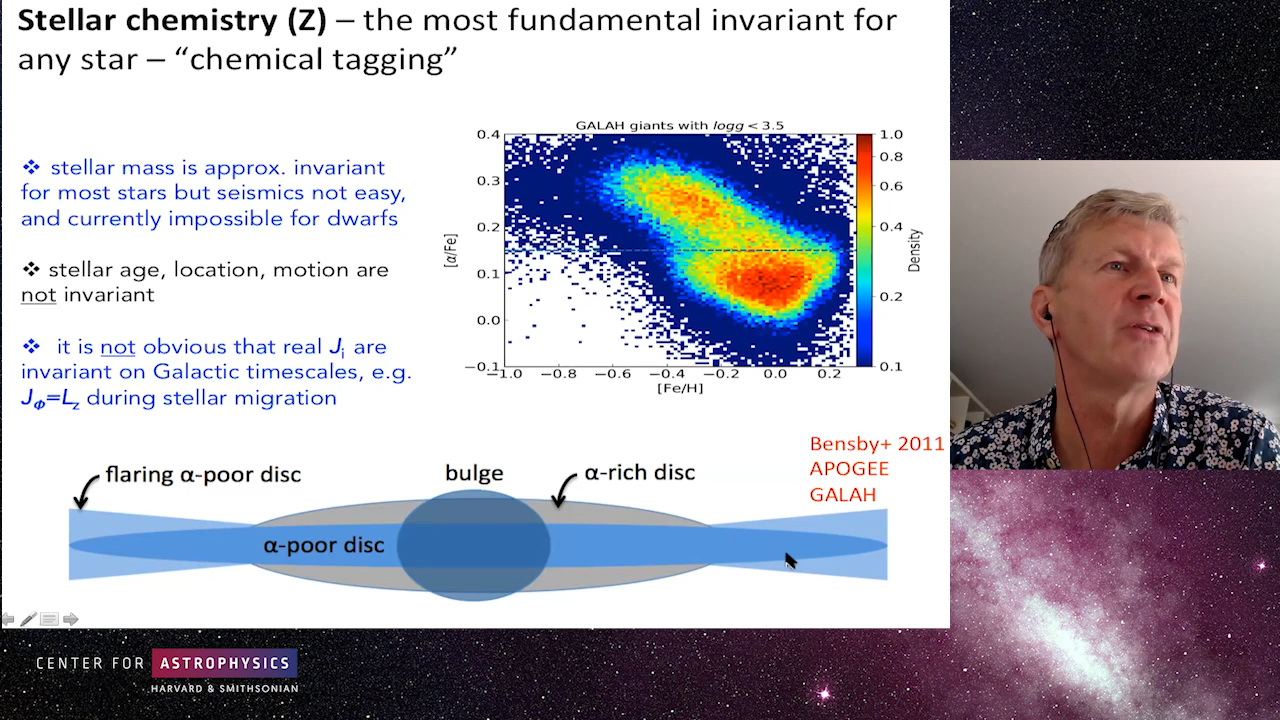 Stellar chemistry (Z) – the most fundamental invariant for
any star – “chemical tagging”
❖ stellar mass is approx. invariant
for most stars but seismics not easy,
and currently impossible for dwarfs
❖ stellar age, location, motion are
not invariant
❖ it is not obvious that real Ji are
invariant on Galactic timescales, e.g.
JΦ=Lz during stellar migration
GALAH giants with logg < 3.5
0.4
0.3
0.2
0.1
0.0
−0.1
[α/Fe]
−1.0 −0.8 −0.6 −0.4 −0.2 0.0 0.2
[Fe/H]
1.0
0.8
0.6
0.4
0.2
0.1
Density
Bensby+ 2011
APOGEE
GALAH
flaring α-poor disc
bulge
α-rich disc
α-poor disc
CENTER FOR ASTROPHYSICS
HARVARD & SMITHSONIAN